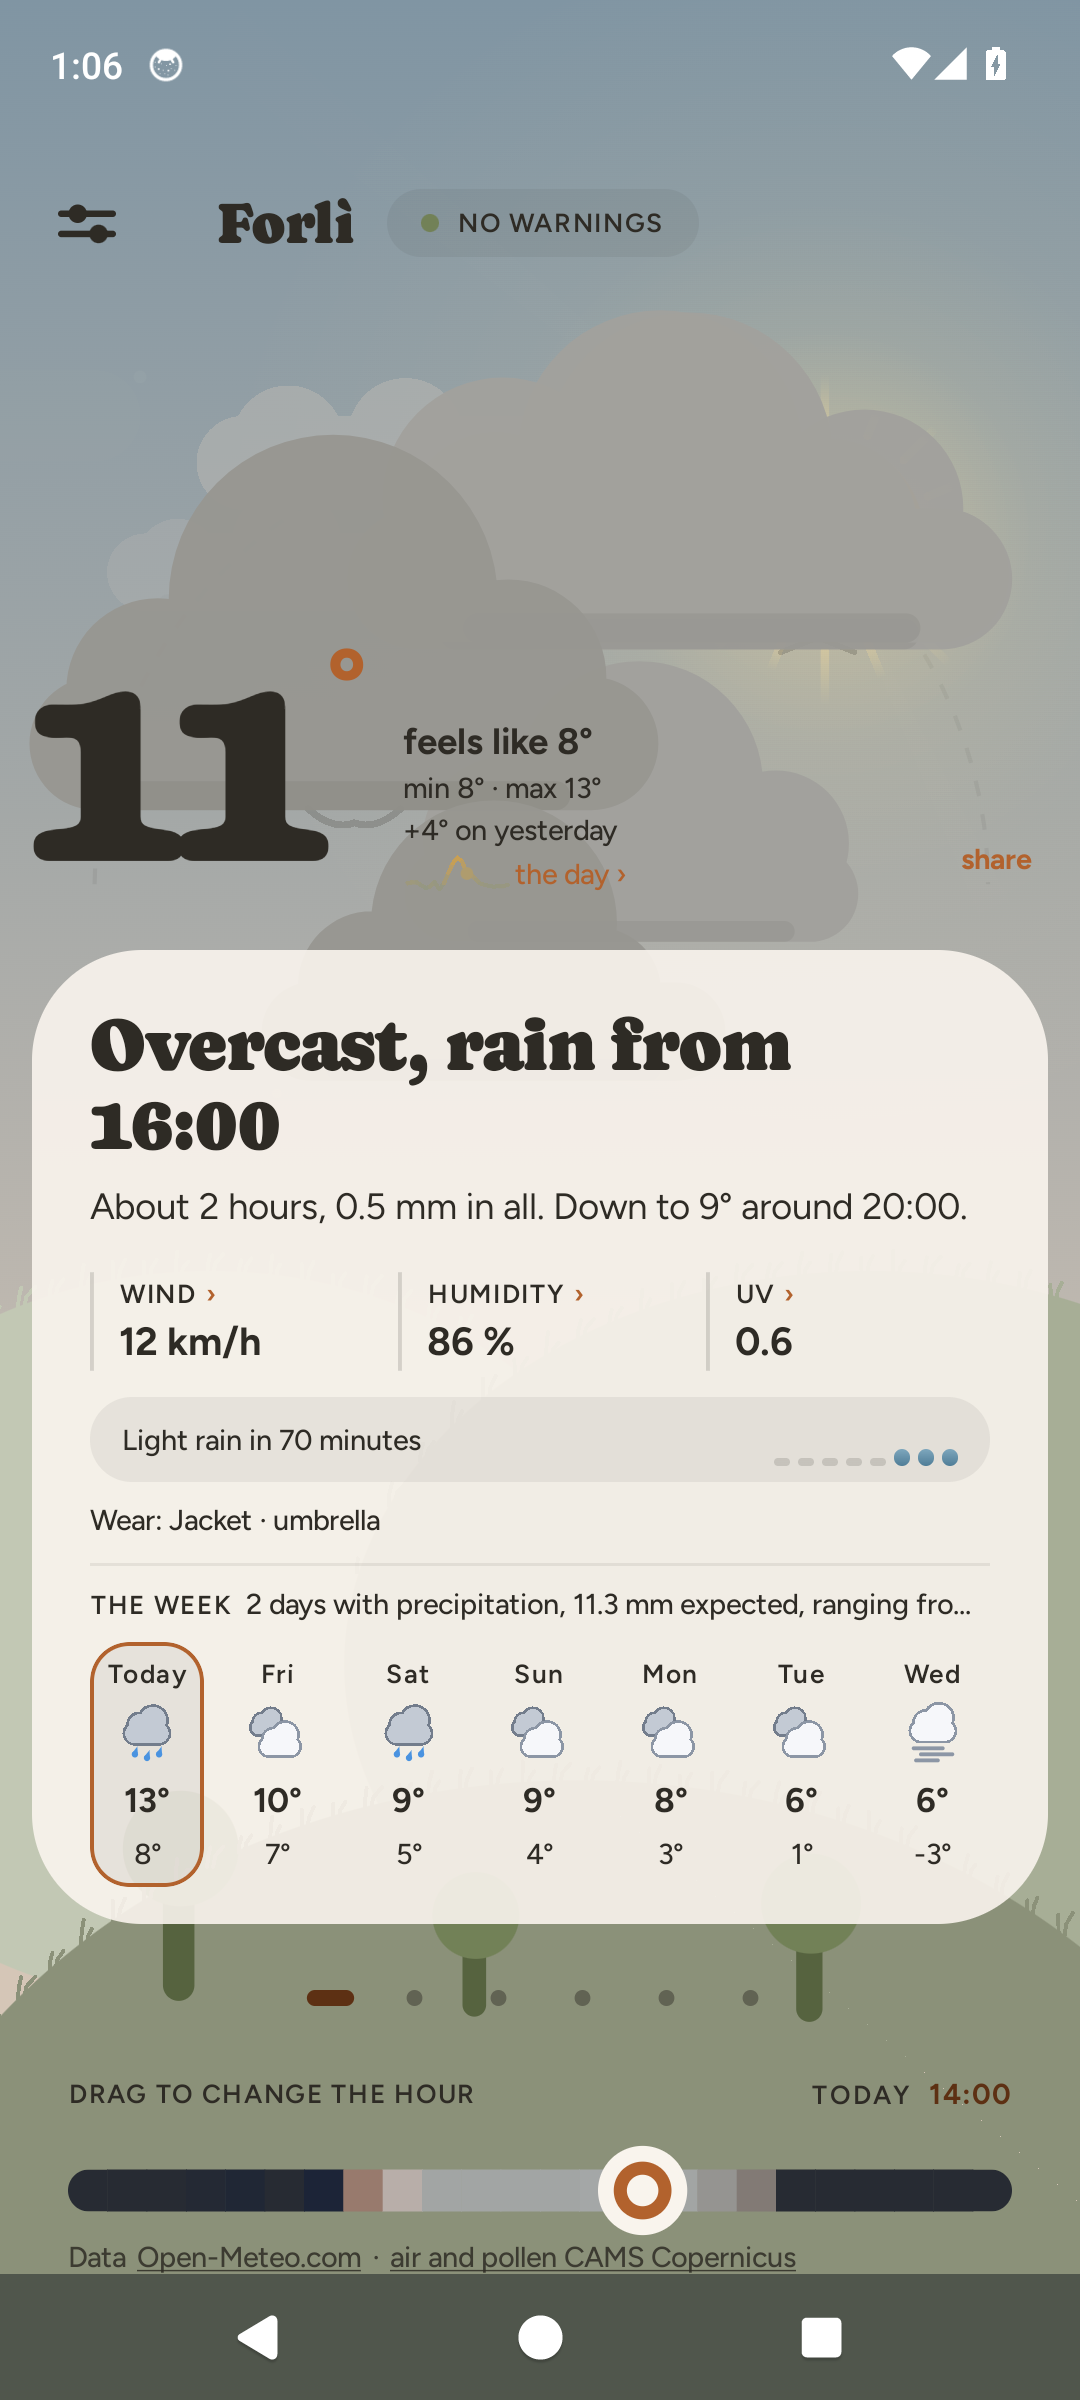 1:06
Forlì
NO WARNINGS
11
feels like 8°
min 8° · max 13°
+4° on yesterday
the day ›
share
Overcast, rain from
16:00
About 2 hours, 0.5 mm in all. Down to 9° around 20:00.
WIND › HUMIDITY › UV ›
12 km/h 86 % 0.6
Light rain in 70 minutes
Wear: Jacket · umbrella
THE WEEK 2 days with precipitation, 11.3 mm expected, ranging fro...
Today Fri Sat Sun Mon Tue Wed
13° 10° 9° 9° 8° 6° 6°
8° 7° 5° 4° 3° 1° -3°
DRAG TO CHANGE THE HOUR TODAY 14:00
Data Open-Meteo.com · air and pollen CAMS Copernicus